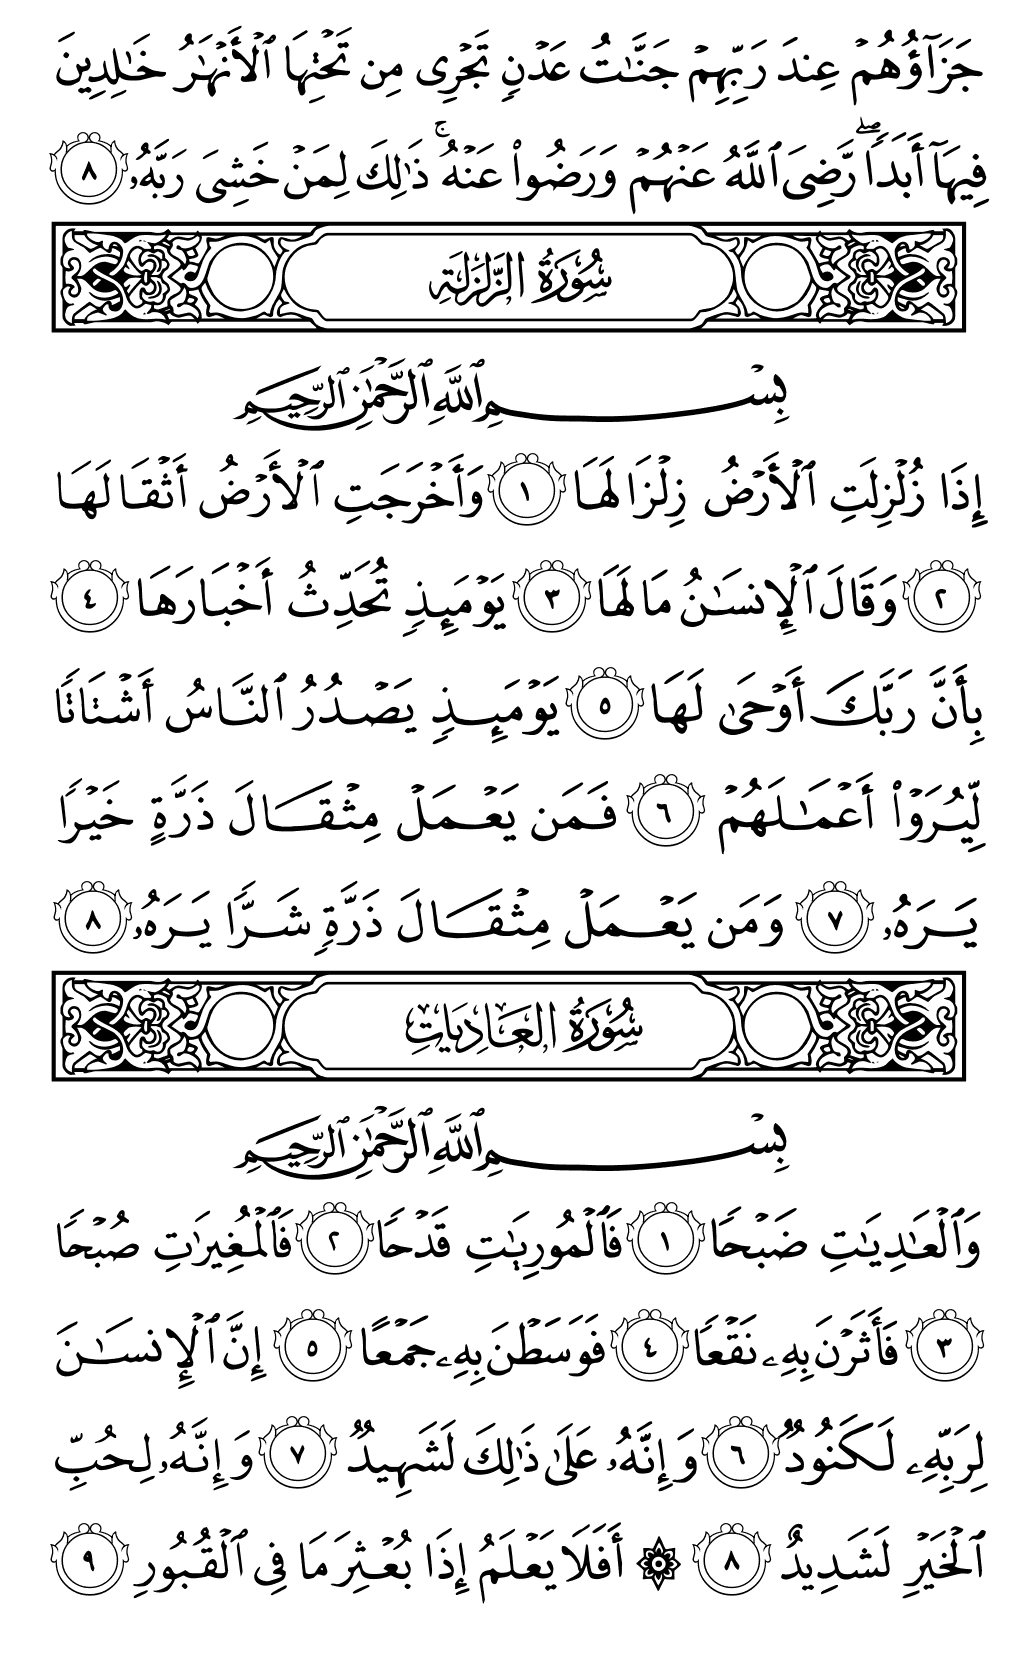 جَزَآؤُهُمۡ عِندَ رَبِّهِمۡ جَنَّٰتُ عَدۡنٖ تَجۡرِي مِن تَحۡتِهَا ٱلۡأَنۡهَٰرُ خَٰلِدِينَ
فِيهَآ أَبَدٗاۖ رَّضِيَ ٱللَّهُ عَنۡهُمۡ وَرَضُواْ عَنۡهُۚ ذَٰلِكَ لِمَنۡ خَشِيَ رَبَّهُۥ ٨
سُورَةُ الزَّلْزَلَةِ
بِسۡمِ ٱللَّهِ ٱلرَّحۡمَٰنِ ٱلرَّحِيمِ
إِذَا زُلۡزِلَتِ ٱلۡأَرۡضُ زِلۡزَالَهَا ١ وَأَخۡرَجَتِ ٱلۡأَرۡضُ أَثۡقَالَهَا
٢ وَقَالَ ٱلۡإِنسَٰنُ مَا لَهَا ٣ يَوۡمَئِذٖ تُحَدِّثُ أَخۡبَارَهَا ٤
بِأَنَّ رَبَّكَ أَوۡحَىٰ لَهَا ٥ يَوۡمَئِذٖ يَصۡدُرُ ٱلنَّاسُ أَشۡتَاتٗا
لِّيُرَوۡاْ أَعۡمَٰلَهُمۡ ٦ فَمَن يَعۡمَلۡ مِثۡقَالَ ذَرَّةٍ خَيۡرٗا
يَرَهُۥ ٧ وَمَن يَعۡمَلۡ مِثۡقَالَ ذَرَّةٖ شَرّٗا يَرَهُۥ ٨
سُورَةُ العَادِيَاتِ
بِسۡمِ ٱللَّهِ ٱلرَّحۡمَٰنِ ٱلرَّحِيمِ
وَٱلۡعَٰدِيَٰتِ ضَبۡحٗا ١ فَٱلۡمُورِيَٰتِ قَدۡحٗا ٢ فَٱلۡمُغِيرَٰتِ صُبۡحٗا
٣ فَأَثَرۡنَ بِهِۦ نَقۡعٗا ٤ فَوَسَطۡنَ بِهِۦ جَمۡعًا ٥ إِنَّ ٱلۡإِنسَٰنَ
لِرَبِّهِۦ لَكَنُودٞ ٦ وَإِنَّهُۥ عَلَىٰ ذَٰلِكَ لَشَهِيدٞ ٧ وَإِنَّهُۥ لِحُبِّ
ٱلۡخَيۡرِ لَشَدِيدٌ ٨ ۞ أَفَلَا يَعۡلَمُ إِذَا بُعۡثِرَ مَا فِي ٱلۡقُبُورِ ٩